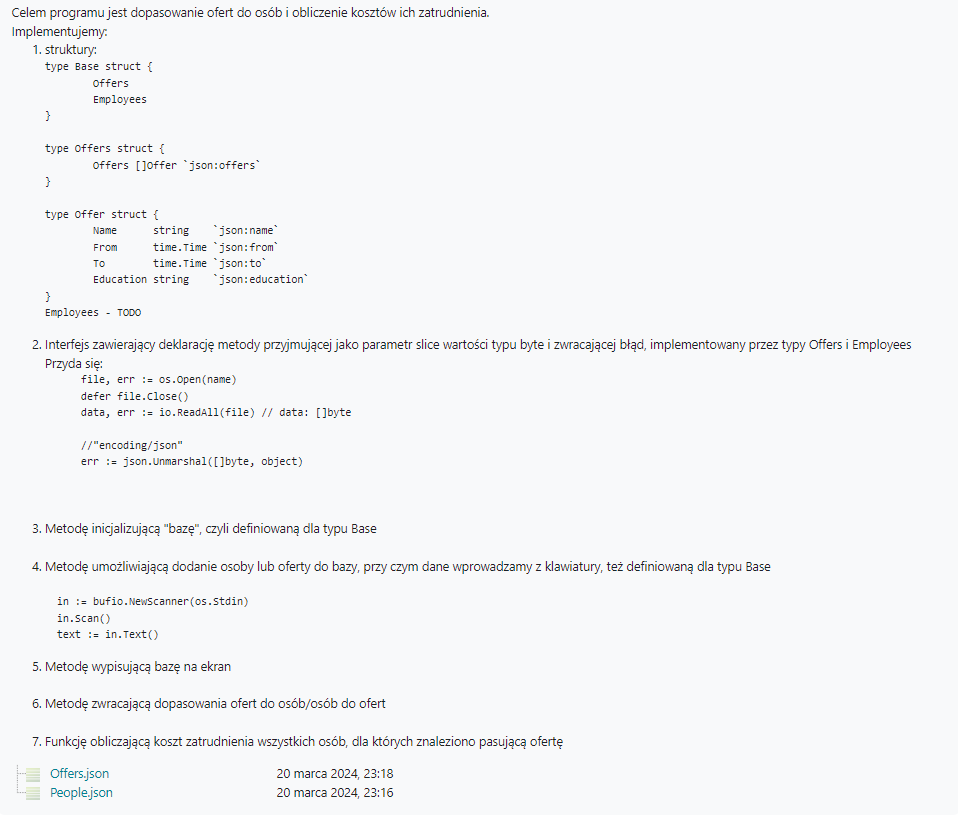 Celem programu jest dopasowanie ofert do osób i obliczenie kosztów ich zatrudnienia.
Implementujemy:
1. struktury:
type Base struct {
Offers
Employees
}
type Offers struct {
Offers []Offer `json:offers`
}
type Offer struct {
Name string `json:name`
From time.Time `json:from`
To time.Time `json:to`
Education string `json:education`
}
Employees - TODO
2. Interfejs zawierający deklarację metody przyjmującej jako parametr slice wartości typu byte i zwracającej błąd, implementowany przez typy Offers i Employees
Przyda się:
file, err := os.Open(name)
defer file.Close()
data, err := io.ReadAll(file) // data: []byte
//"encoding/json"
err := json.Unmarshal([]byte, object)
3. Metodę inicjalizującą "bazę", czyli definiowaną dla typu Base
4. Metodę umożliwiającą dodanie osoby lub oferty do bazy, przy czym dane wprowadzamy z klawiatury, też definiowaną dla typu Base
in := bufio.NewScanner(os.Stdin)
in.Scan()
text := in.Text()
5. Metodę wypisującą bazę na ekran
6. Metodę zwracającą dopasowania ofert do osób/osób do ofert
7. Funkcję obliczającą koszt zatrudnienia wszystkich osób, dla których znaleziono pasującą ofertę
Offers.json 20 marca 2024, 23:18
People.json 20 marca 2024, 23:16